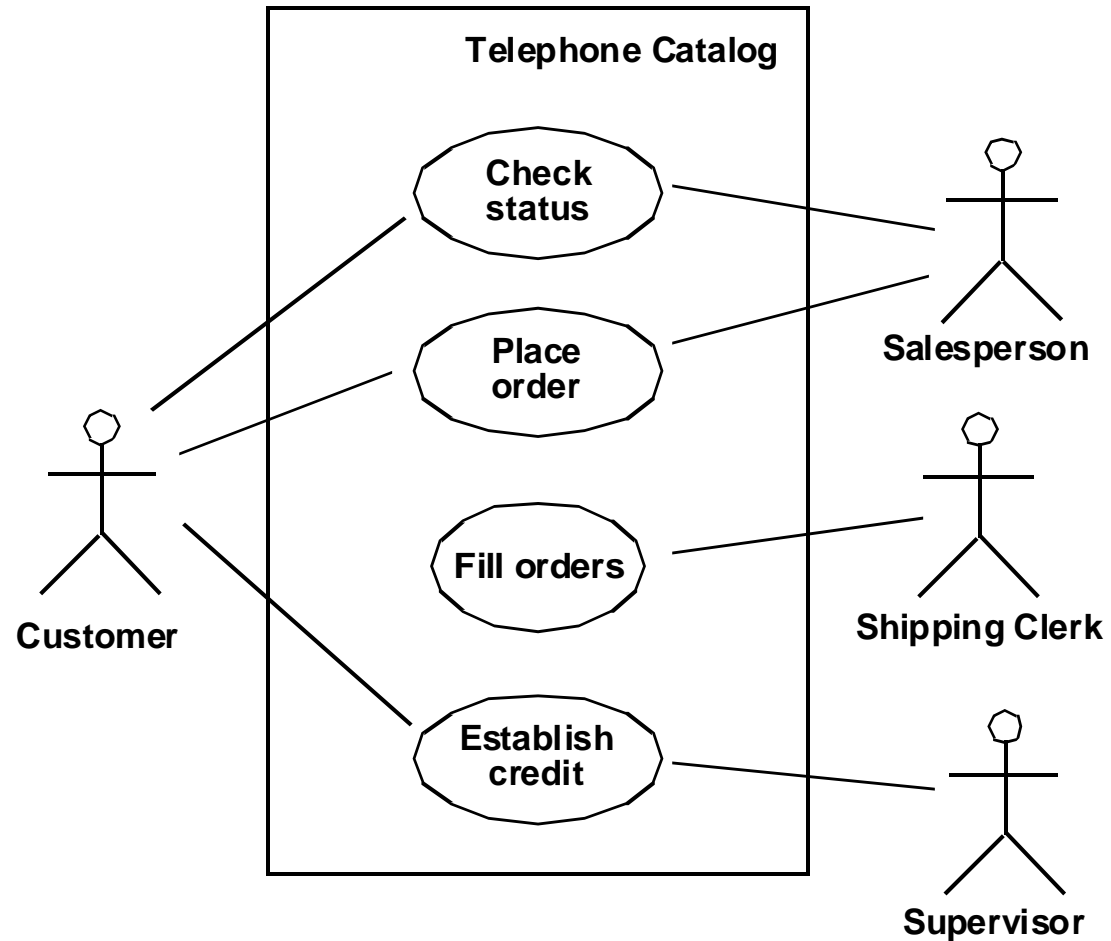 Telephone Catalog
Check
status
Place
order
Fill orders
Establish
credit
Customer
Salesperson
Shipping Clerk
Supervisor